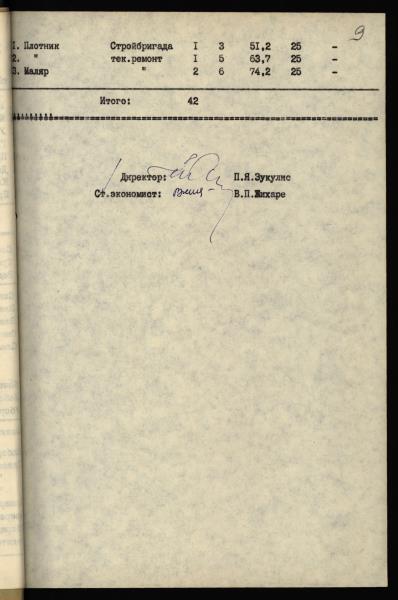 9
1. Плотник Стройбригада I 3 51,2 25 -
2. " тек.ремонт I 5 63,7 25 -
3. Маляр " 2 6 74,2 25 -
Итого: 42
Директор: П.Я.Зукулис
Ст.экономист: В.П.Жихаре